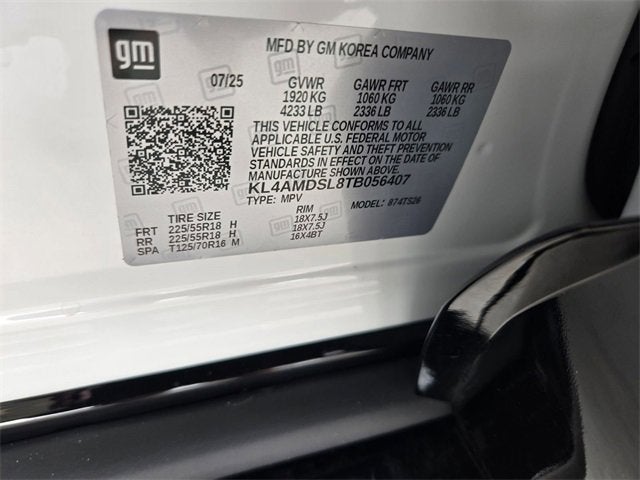 gm
MFD BY GM KOREA COMPANY
07/25 GVWR GAWR FRT GAWR RR
1920 KG 1060 KG 1060 KG
4233 LB 2336 LB 2336 LB
THIS VEHICLE CONFORMS TO ALL
APPLICABLE U.S. FEDERAL MOTOR
VEHICLE SAFETY AND THEFT PREVENTION
STANDARDS IN EFFECT ON THE DATE OF
MANUFACTURE SHOWN ABOVE.
KL4AMDSL8TB056407
TYPE: MPV MODEL: 874TS26
TIRE SIZE RIM
FRT 225/55R18 H 18X7.5J
RR 225/55R18 H 18X7.5J
SPA T125/70R16 M 16X4BT